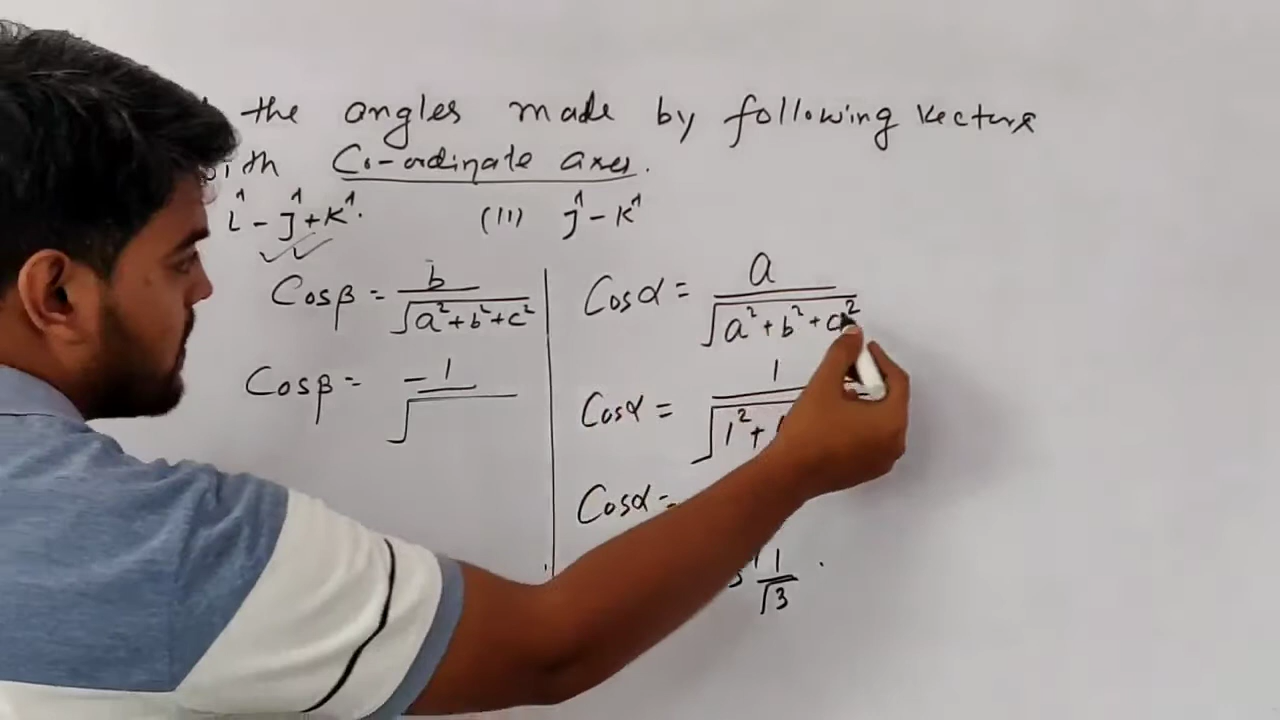 the angles made by following vectors
with Co-ordinate axes.
î - ĵ + k̂. (II) ĵ - k̂
Cosβ = b/√(a²+b²+c²)
Cosβ = -1/√
Cosα = a/√(a²+b²+c²)
Cosα = 1/√(1²+
Cosα =
1/√3